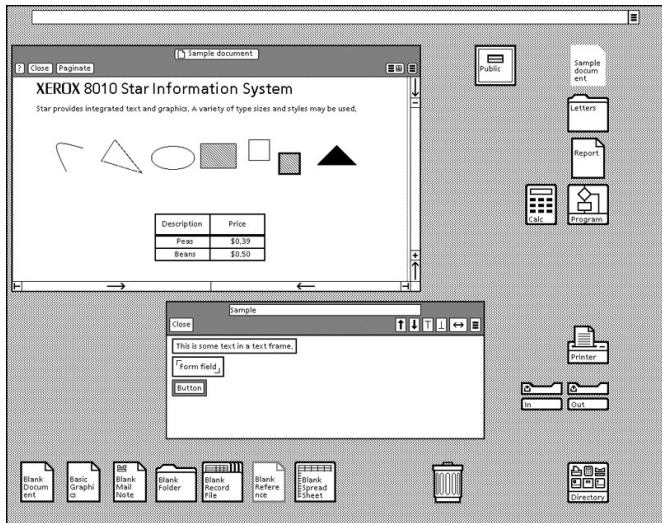 Sample document
? Close Paginate
XEROX 8010 Star Information System
Star provides integrated text and graphics. A variety of type sizes and styles may be used.
Description Price
Peas $0.39
Beans $0.50
Public
Sample
docum
ent
Letters
Report
Calc
Program
Sample
Close
This is some text in a text frame.
Form field
Button
Printer
In
Out
Blank
Docum
ent
Basic
Graphi
cs
Blank
Mail
Note
Blank
Folder
Blank
Record
File
Blank
Refere
nce
Blank
Spread
Sheet
Directory